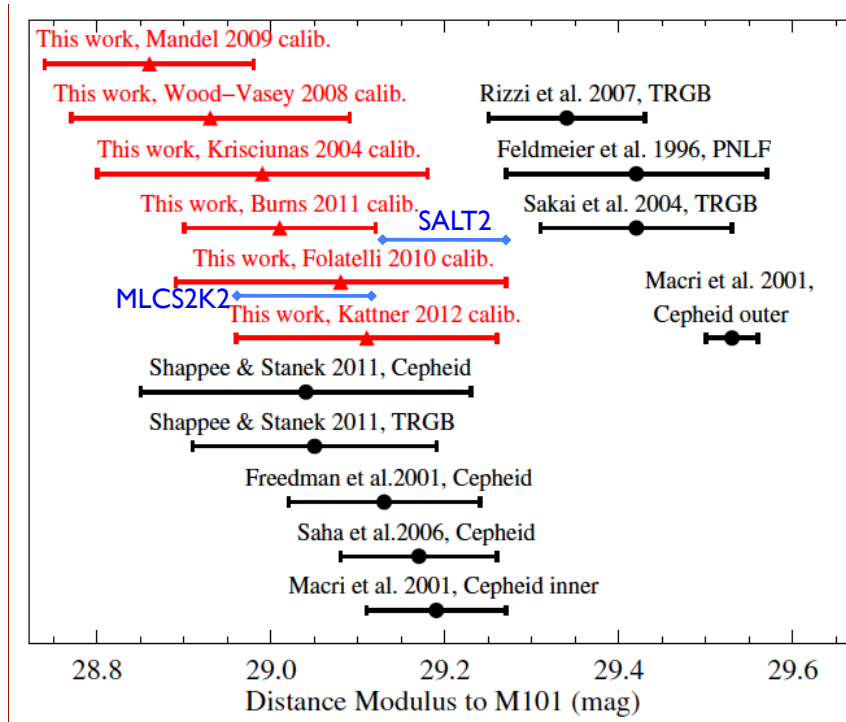 This work, Mandel 2009 calib.
This work, Wood−Vasey 2008 calib.
Rizzi et al. 2007, TRGB
This work, Krisciunas 2004 calib.
Feldmeier et al. 1996, PNLF
This work, Burns 2011 calib.
Sakai et al. 2004, TRGB
SALT2
This work, Folatelli 2010 calib.
MLCS2K2
Macri et al. 2001,
Cepheid outer
This work, Kattner 2012 calib.
Shappee & Stanek 2011, Cepheid
Shappee & Stanek 2011, TRGB
Freedman et al.2001, Cepheid
Saha et al.2006, Cepheid
Macri et al. 2001, Cepheid inner
28.8 29.0 29.2 29.4 29.6
Distance Modulus to M101 (mag)